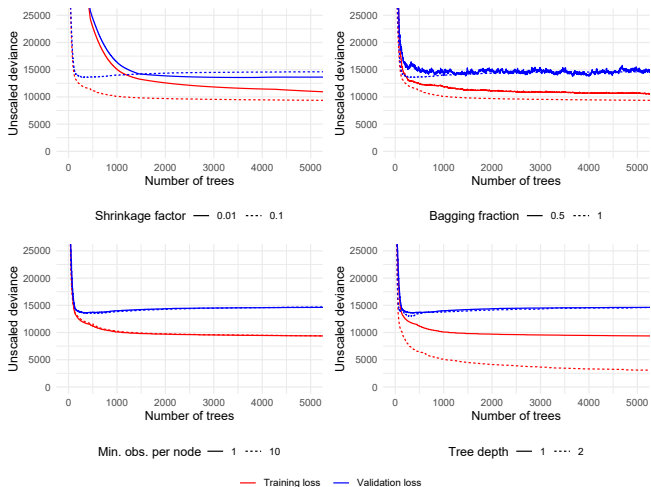 25000
20000
15000
10000
5000
0
Unscaled deviance
0 1000 2000 3000 4000 5000
Number of trees
Shrinkage factor 0.01 0.1
25000
20000
15000
10000
5000
0
Unscaled deviance
0 1000 2000 3000 4000 5000
Number of trees
Bagging fraction 0.5 1
25000
20000
15000
10000
5000
0
Unscaled deviance
0 1000 2000 3000 4000 5000
Number of trees
Min. obs. per node 1 10
25000
20000
15000
10000
5000
0
Unscaled deviance
0 1000 2000 3000 4000 5000
Number of trees
Tree depth 1 2
Training loss Validation loss